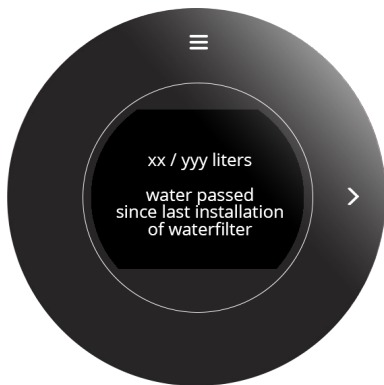 xx / yyy liters
water passed
since last installation
of waterfilter